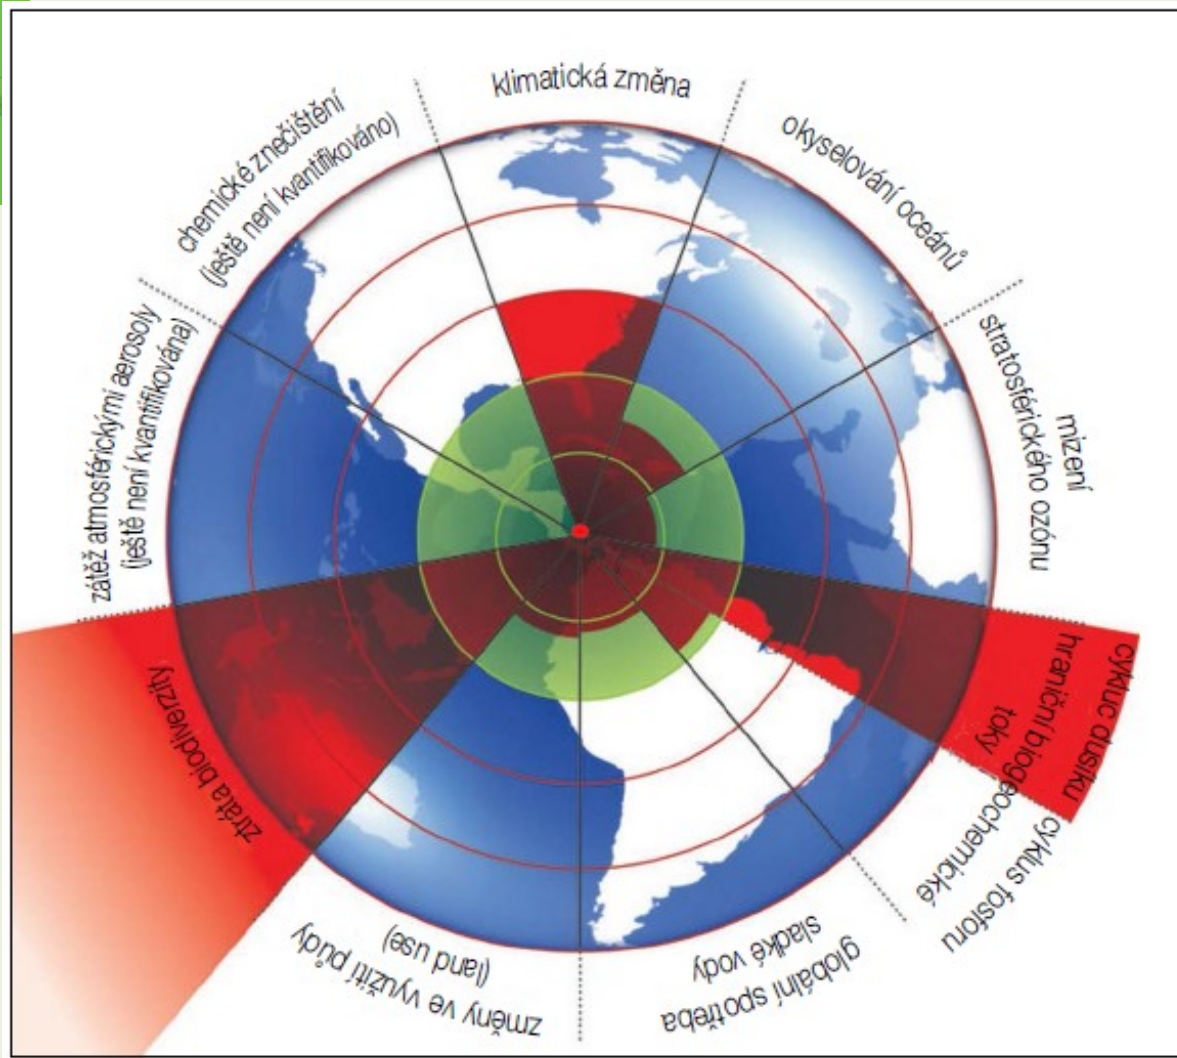 klimatická změna
okyselování oceánů
mizení
stratosférického ozónu
cykluc dusíku
hraniční biogeochemické
toky
cyklus fosforu
globální spotřeba
sladké vody
změny ve využití půdy
(land use)
ztráta biodiverzity
zátěž atmosférickými aerosoly
(ještě není kvantifikována)
chemické znečištění
(ještě není kvantifikováno)